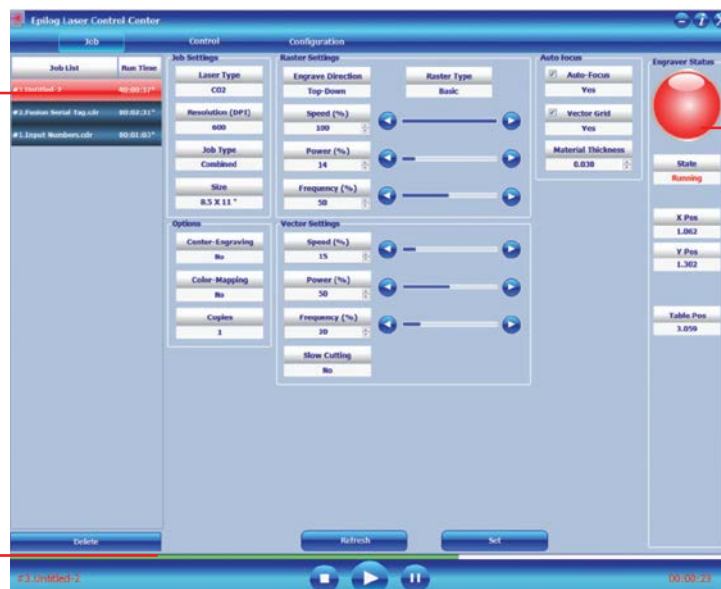 Epilog Laser Control Center
Job Control Configuration
Job List Run Time
#3.Untitled-2 00:00:37*
#2.Fusion Serial Tag.cdr 00:02:31*
#1.Input Numbers.cdr 00:01:03*
Delete
Job Settings
Laser Type
CO2
Resolution (DPI)
600
Job Type
Combined
Size
8.5 X 11 "
Options
Center-Engraving
No
Color-Mapping
No
Copies
1
Raster Settings
Engrave Direction
Top-Down
Raster Type
Basic
Speed (%)
100
Power (%)
14
Frequency (%)
50
Vector Settings
Speed (%)
15
Power (%)
50
Frequency (%)
20
Slow Cutting
No
Auto Focus
Auto-Focus
Yes
Vector Grid
Yes
Material Thickness
0.030
Engraver Status
State
Running
X Pos
1.062
Y Pos
1.302
Table Pos
3.059
Refresh Set
#3.Untitled-2
00:00:23